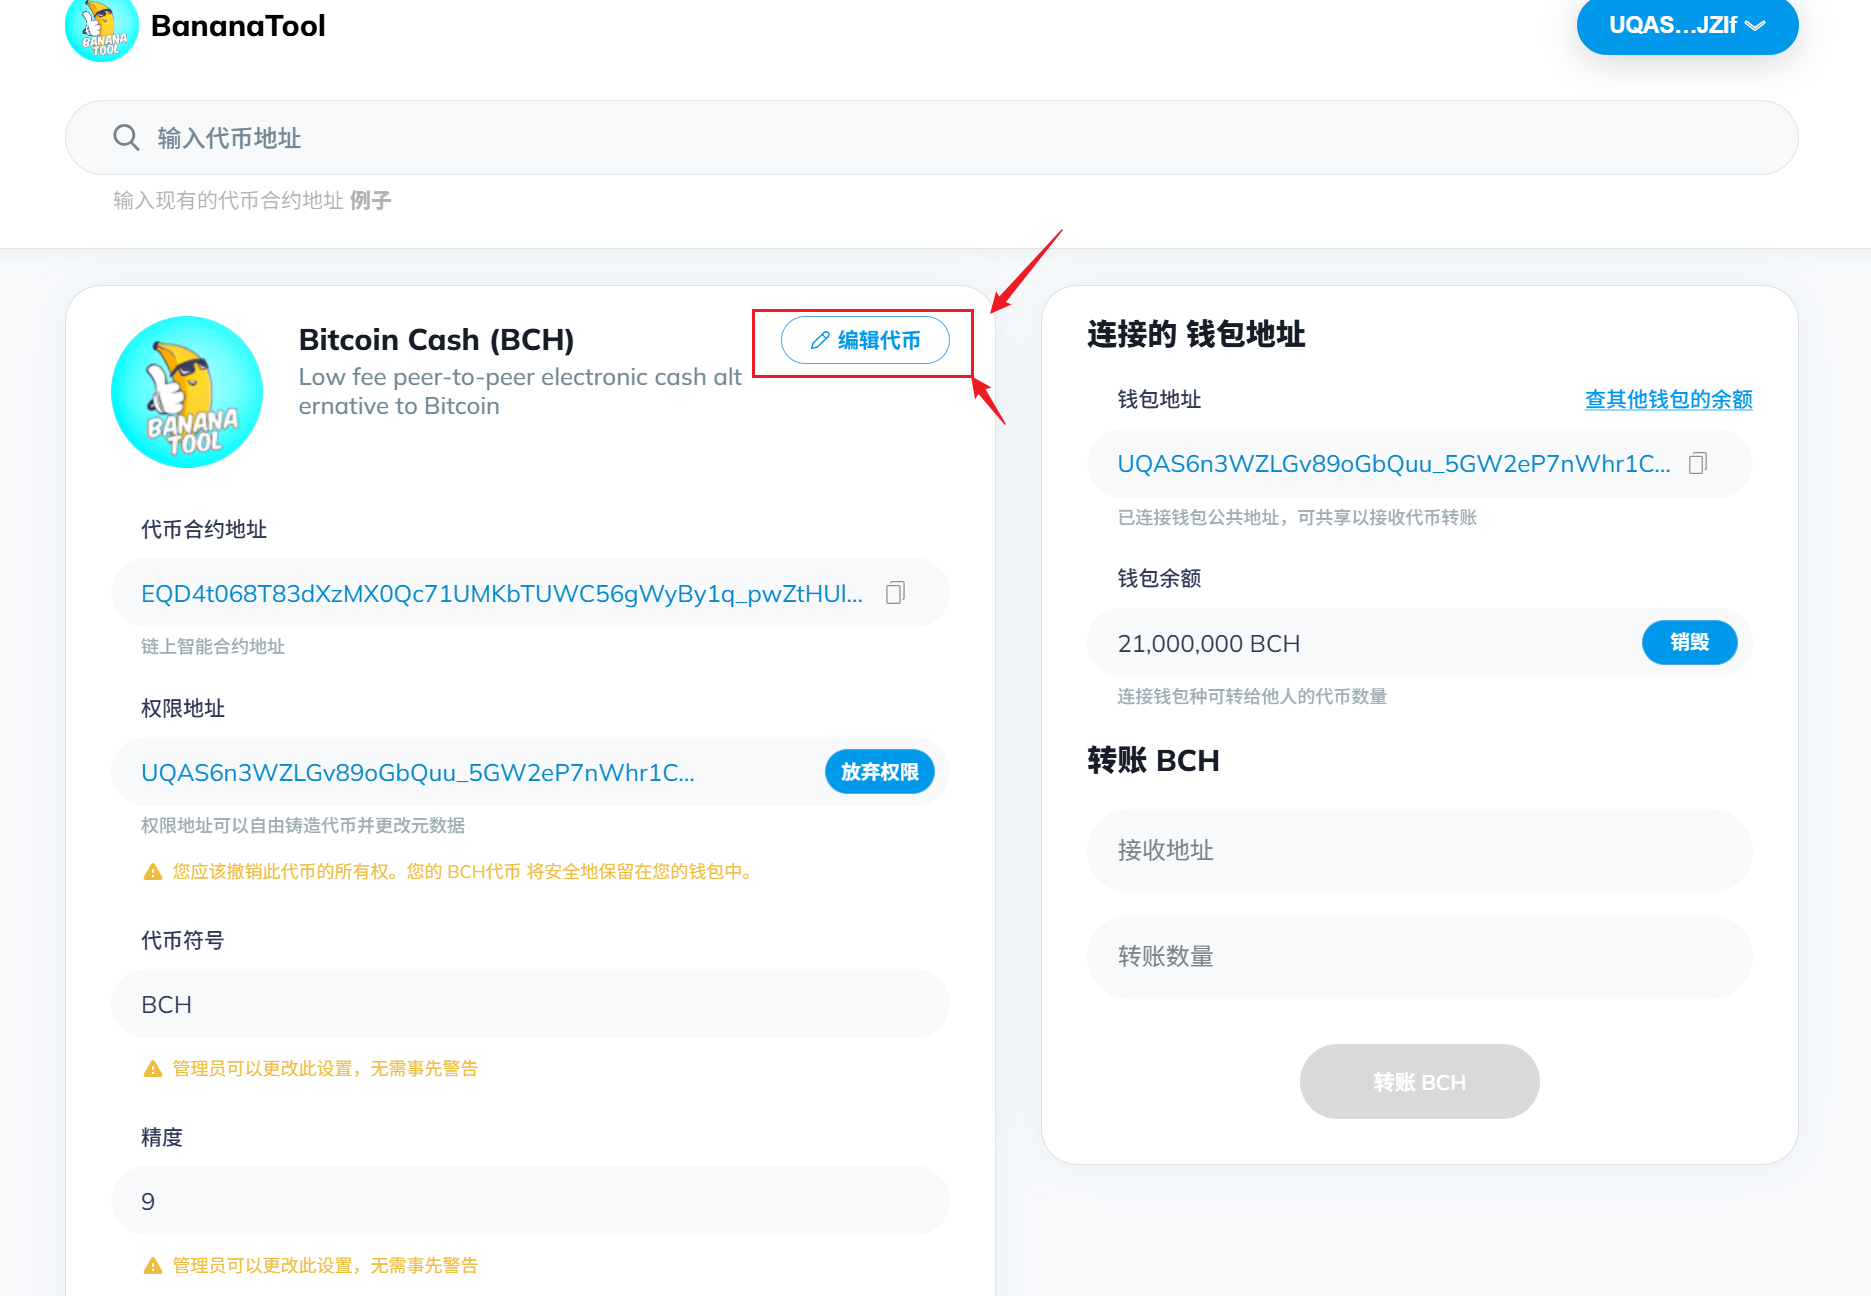 BANANA
TOOL
BananaTool
UQAS...JZIf
输入代币地址
输入现有的代币合约地址 例子
BANANA
TOOL
Bitcoin Cash (BCH)
编辑代币
Low fee peer-to-peer electronic cash alt
ernative to Bitcoin
代币合约地址
EQD4t068T83dXzMX0Qc71UMKbTUWC56gWyBy1q_pwZtHUl...
链上智能合约地址
权限地址
UQAS6n3WZLGv89oGbQuu_5GW2eP7nWhr1C...
放弃权限
权限地址可以自由铸造代币并更改元数据
您应该撤销此代币的所有权。您的 BCH代币 将安全地保留在您的钱包中。
代币符号
BCH
管理员可以更改此设置，无需事先警告
精度
9
管理员可以更改此设置，无需事先警告
连接的 钱包地址
钱包地址
查其他钱包的余额
UQAS6n3WZLGv89oGbQuu_5GW2eP7nWhr1C...
已连接钱包公共地址，可共享以接收代币转账
钱包余额
21,000,000 BCH
销毁
连接钱包种可转给他人的代币数量
转账 BCH
接收地址
转账数量
转账 BCH